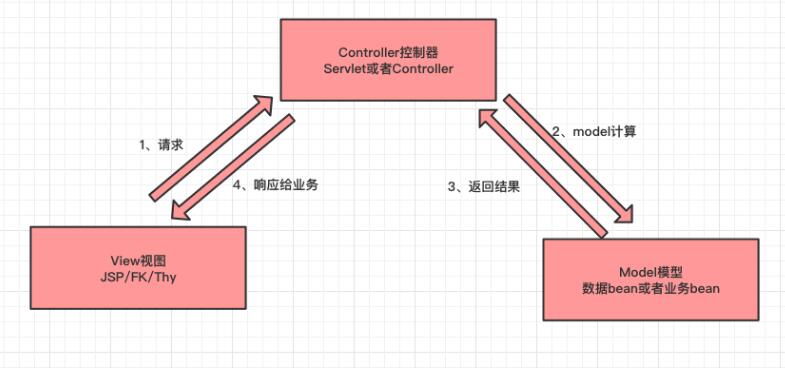 Controller控制器
Servlet或者Controller
1、请求
2、model计算
3、返回结果
4、响应给业务
View视图
JSP/FK/Thy
Model模型
数据bean或者业务bean